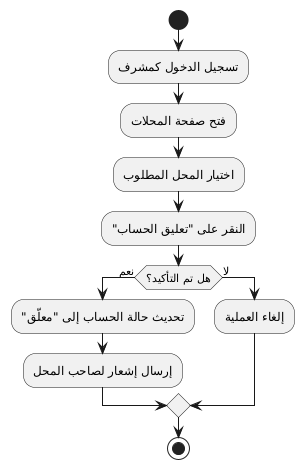 تسجيل الدخول كمشرف
فتح صفحة المحلات
اختيار المحل المطلوب
النقر على "تعليق الحساب"
هل تم التأكيد؟
نعم
لا
تحديث حالة الحساب إلى "معلّق"
إلغاء العملية
إرسال إشعار لصاحب المحل